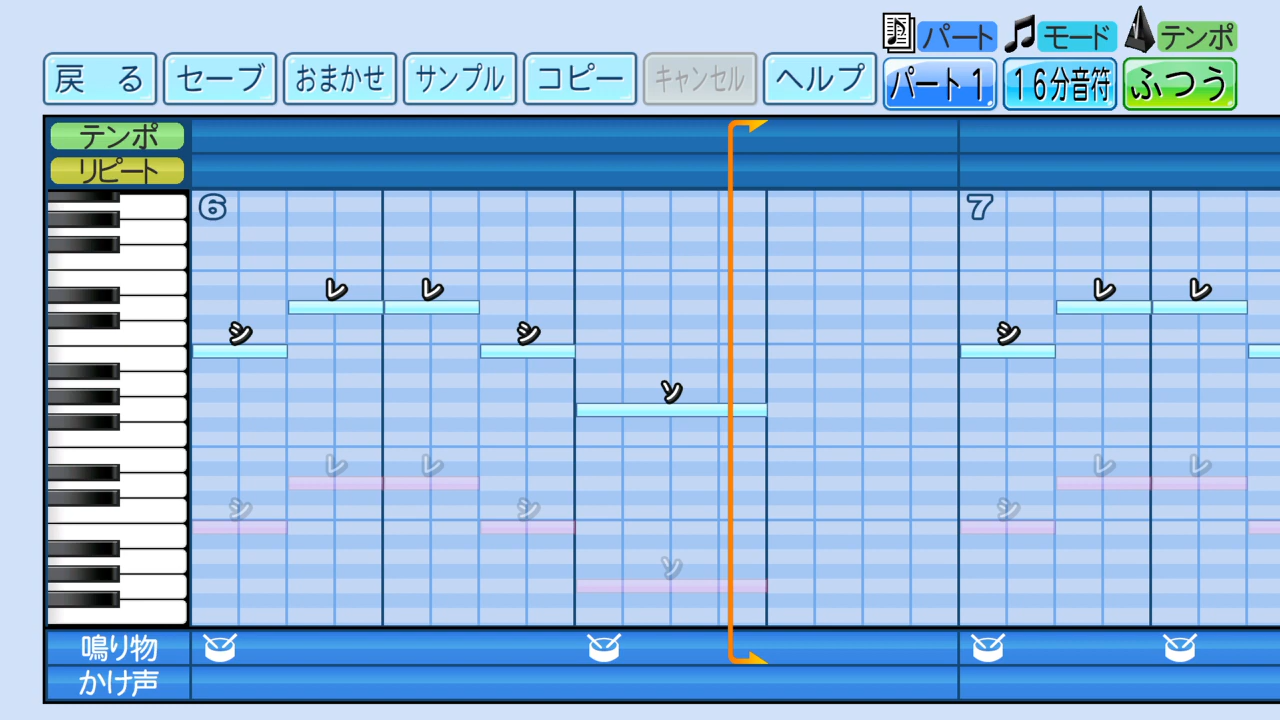 パート モード テンポ
戻る セーブ おまかせ サンプル コピー キャンセル ヘルプ パート1 16分音符 ふつう
テンポ
リピート
6 7
レ レ レ レ
シ シ シ
ソ
レ レ レ レ
シ シ シ
ソ
鳴り物
かけ声